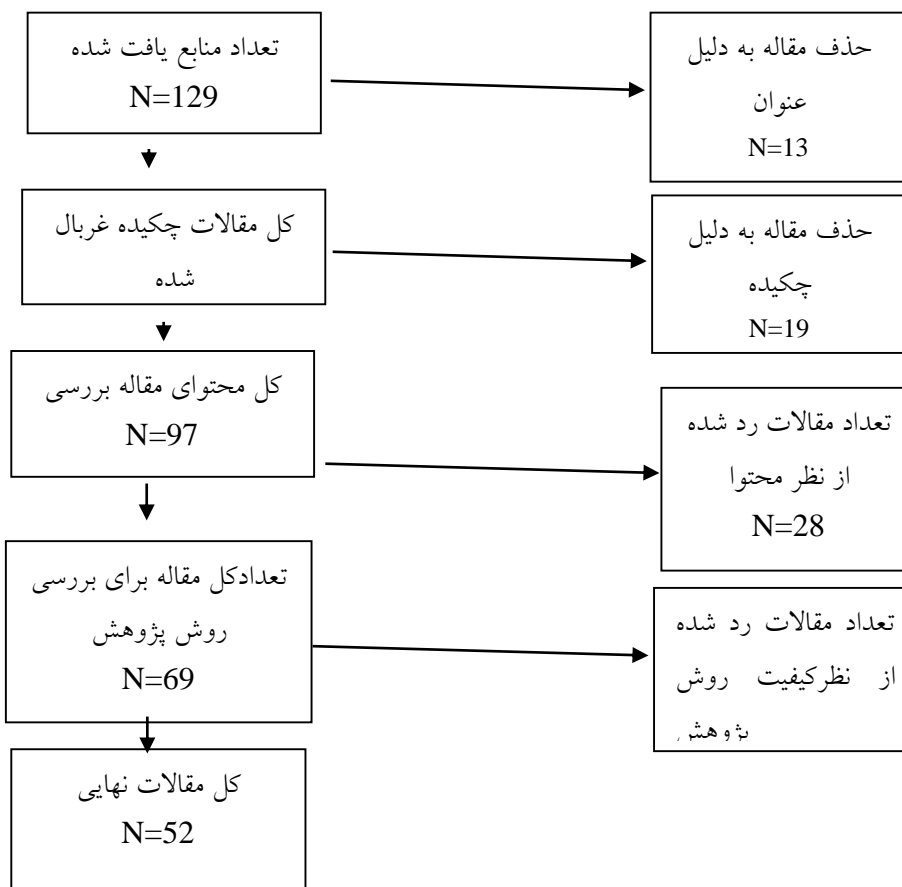 تعداد منابع یافت شده
N=129
حذف مقاله به دلیل
عنوان
N=13
کل مقالات چکیده غربال
شده
حذف مقاله به دلیل
چکیده
N=19
کل محتوای مقاله بررسی
N=97
تعداد مقالات رد شده
از نظر محتوا
N=28
تعدادکل مقاله برای بررسی
روش پژوهش
N=69
تعداد مقالات رد شده
از نظرکیفیت روش
پژوهش
کل مقالات نهایی
N=52